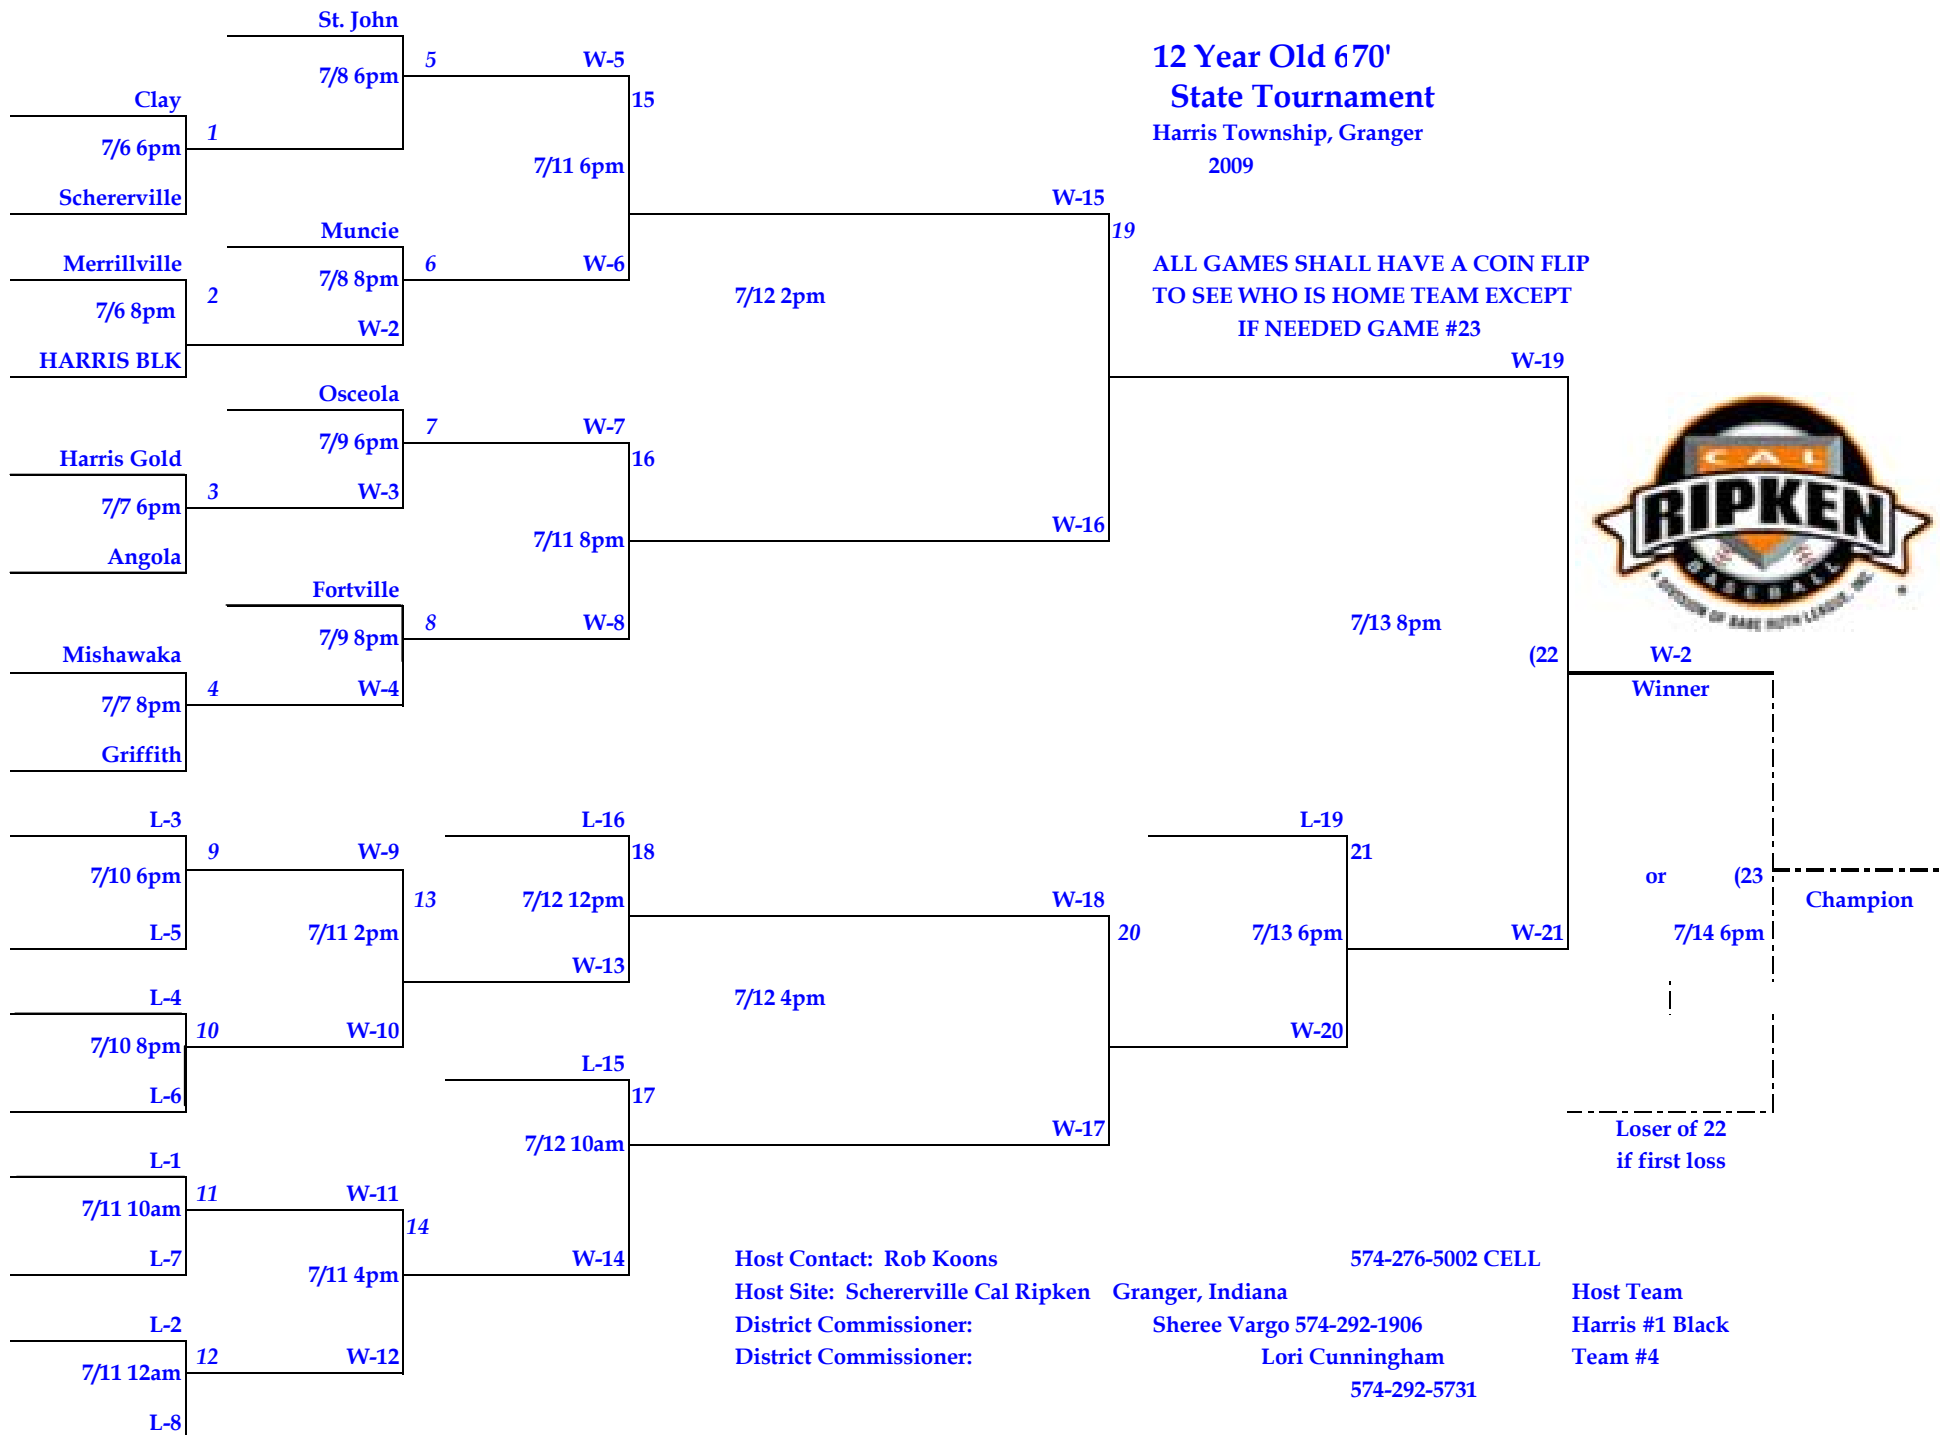 St. John
7/8 6pm
5
W-5
15
Clay
7/6 6pm
1
Schererville
7/11 6pm
Muncie
7/8 8pm
6
W-6
Merrillville
7/6 8pm
2
W-2
HARRIS BLK
12 Year Old 670'
State Tournament
Harris Township, Granger
2009
W-15
19
7/12 2pm
ALL GAMES SHALL HAVE A COIN FLIP
TO SEE WHO IS HOME TEAM EXCEPT
IF NEEDED GAME #23
W-19
Osceola
7/9 6pm
7
W-7
16
Harris Gold
7/7 6pm
3
W-3
Angola
7/11 8pm
W-16
Fortville
7/9 8pm
8
W-8
Mishawaka
7/7 8pm
4
W-4
Griffith
CAL
RIPKEN
BASEBALL
A DIVISION OF BABE RUTH LEAGUE, INC.
®
7/13 8pm
(22
W-2
Winner
L-3
7/10 6pm
9
W-9
L-5
7/11 2pm
13
L-16
18
7/12 12pm
W-13
L-4
7/10 8pm
10
W-10
L-6
W-18
20
7/12 4pm
L-19
21
7/13 6pm
W-21
W-20
or
(23
Champion
7/14 6pm
L-15
17
7/12 10am
W-17
Loser of 22
if first loss
L-1
7/11 10am
11
W-11
14
L-7
7/11 4pm
W-14
L-2
7/11 12am
12
W-12
L-8
Host Contact: Rob Koons 574-276-5002 CELL
Host Site: Schererville Cal Ripken Granger, Indiana Host Team
District Commissioner: Sheree Vargo 574-292-1906 Harris #1 Black
District Commissioner: Lori Cunningham Team #4
574-292-5731